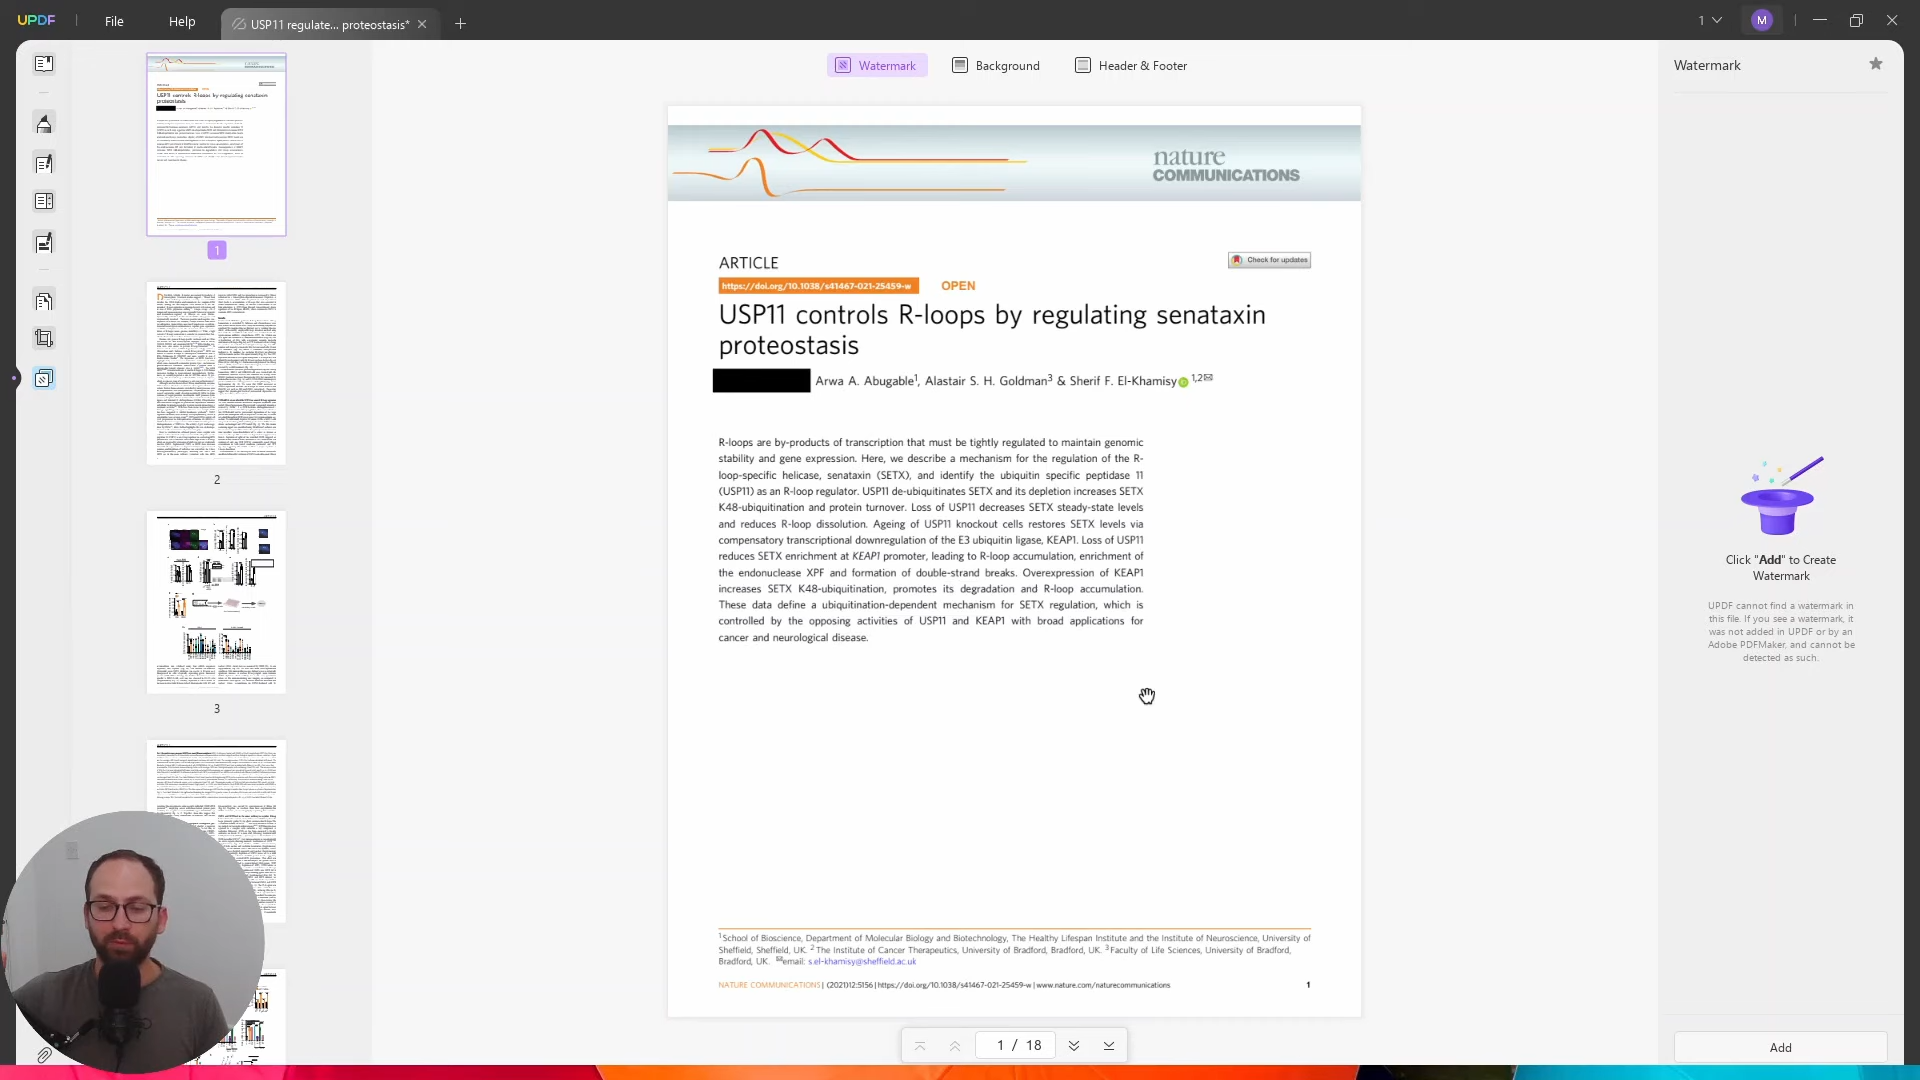 UPDF
File
Help
USP11 regulate... proteostasis*
1
M
Watermark
Background
Header & Footer
Watermark
1
2
3
nature
COMMUNICATIONS
ARTICLE
Check for updates
https://doi.org/10.1038/s41467-021-25459-w
OPEN
USP11 controls R-loops by regulating senataxin
proteostasis
Arwa A. Abugable1, Alastair S. H. Goldman3 & Sherif F. El-Khamisy 1,2✉
R-loops are by-products of transcription that must be tightly regulated to maintain genomic
stability and gene expression. Here, we describe a mechanism for the regulation of the R-
loop-specific helicase, senataxin (SETX), and identify the ubiquitin specific peptidase 11
(USP11) as an R-loop regulator. USP11 de-ubiquitinates SETX and its depletion increases SETX
K48-ubiquitination and protein turnover. Loss of USP11 decreases SETX steady-state levels
and reduces R-loop dissolution. Ageing of USP11 knockout cells restores SETX levels via
compensatory transcriptional downregulation of the E3 ubiquitin ligase, KEAP1. Loss of USP11
reduces SETX enrichment at KEAP1 promoter, leading to R-loop accumulation, enrichment of
the endonuclease XPF and formation of double-strand breaks. Overexpression of KEAP1
increases SETX K48-ubiquitination, promotes its degradation and R-loop accumulation.
These data define a ubiquitination-dependent mechanism for SETX regulation, which is
controlled by the opposing activities of USP11 and KEAP1 with broad applications for
cancer and neurological disease.
1 School of Bioscience, Department of Molecular Biology and Biotechnology, The Healthy Lifespan Institute and the Institute of Neuroscience, University of
Sheffield, Sheffield, UK. 2 The Institute of Cancer Therapeutics, University of Bradford, Bradford, UK. 3 Faculty of Life Sciences, University of Bradford,
Bradford, UK. ✉email: s.el-khamisy@sheffield.ac.uk
NATURE COMMUNICATIONS | (2021)12:5156 | https://doi.org/10.1038/s41467-021-25459-w | www.nature.com/naturecommunications
1
1 / 18
Click "Add" to Create
Watermark
UPDF cannot find a watermark in
this file. If you see a watermark, it
was not added in UPDF or by an
Adobe PDFMaker, and cannot be
detected as such.
Add